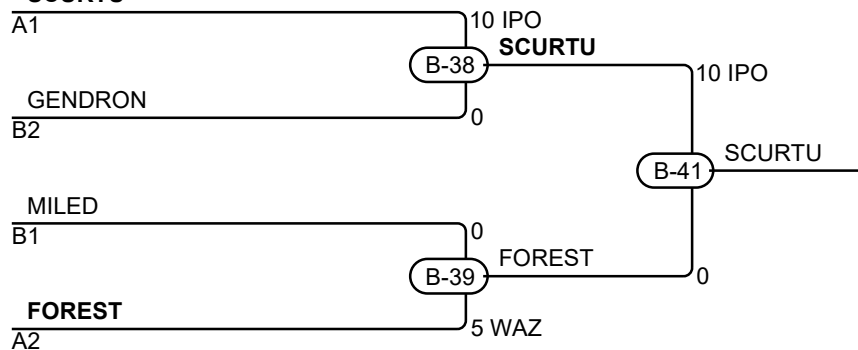 A1
10 IPO
SCURTU
B-38
10 IPO
GENDRON
0
B2
B-41
SCURTU
MILED
B1
0
B-39
FOREST
0
FOREST
5 WAZ
A2